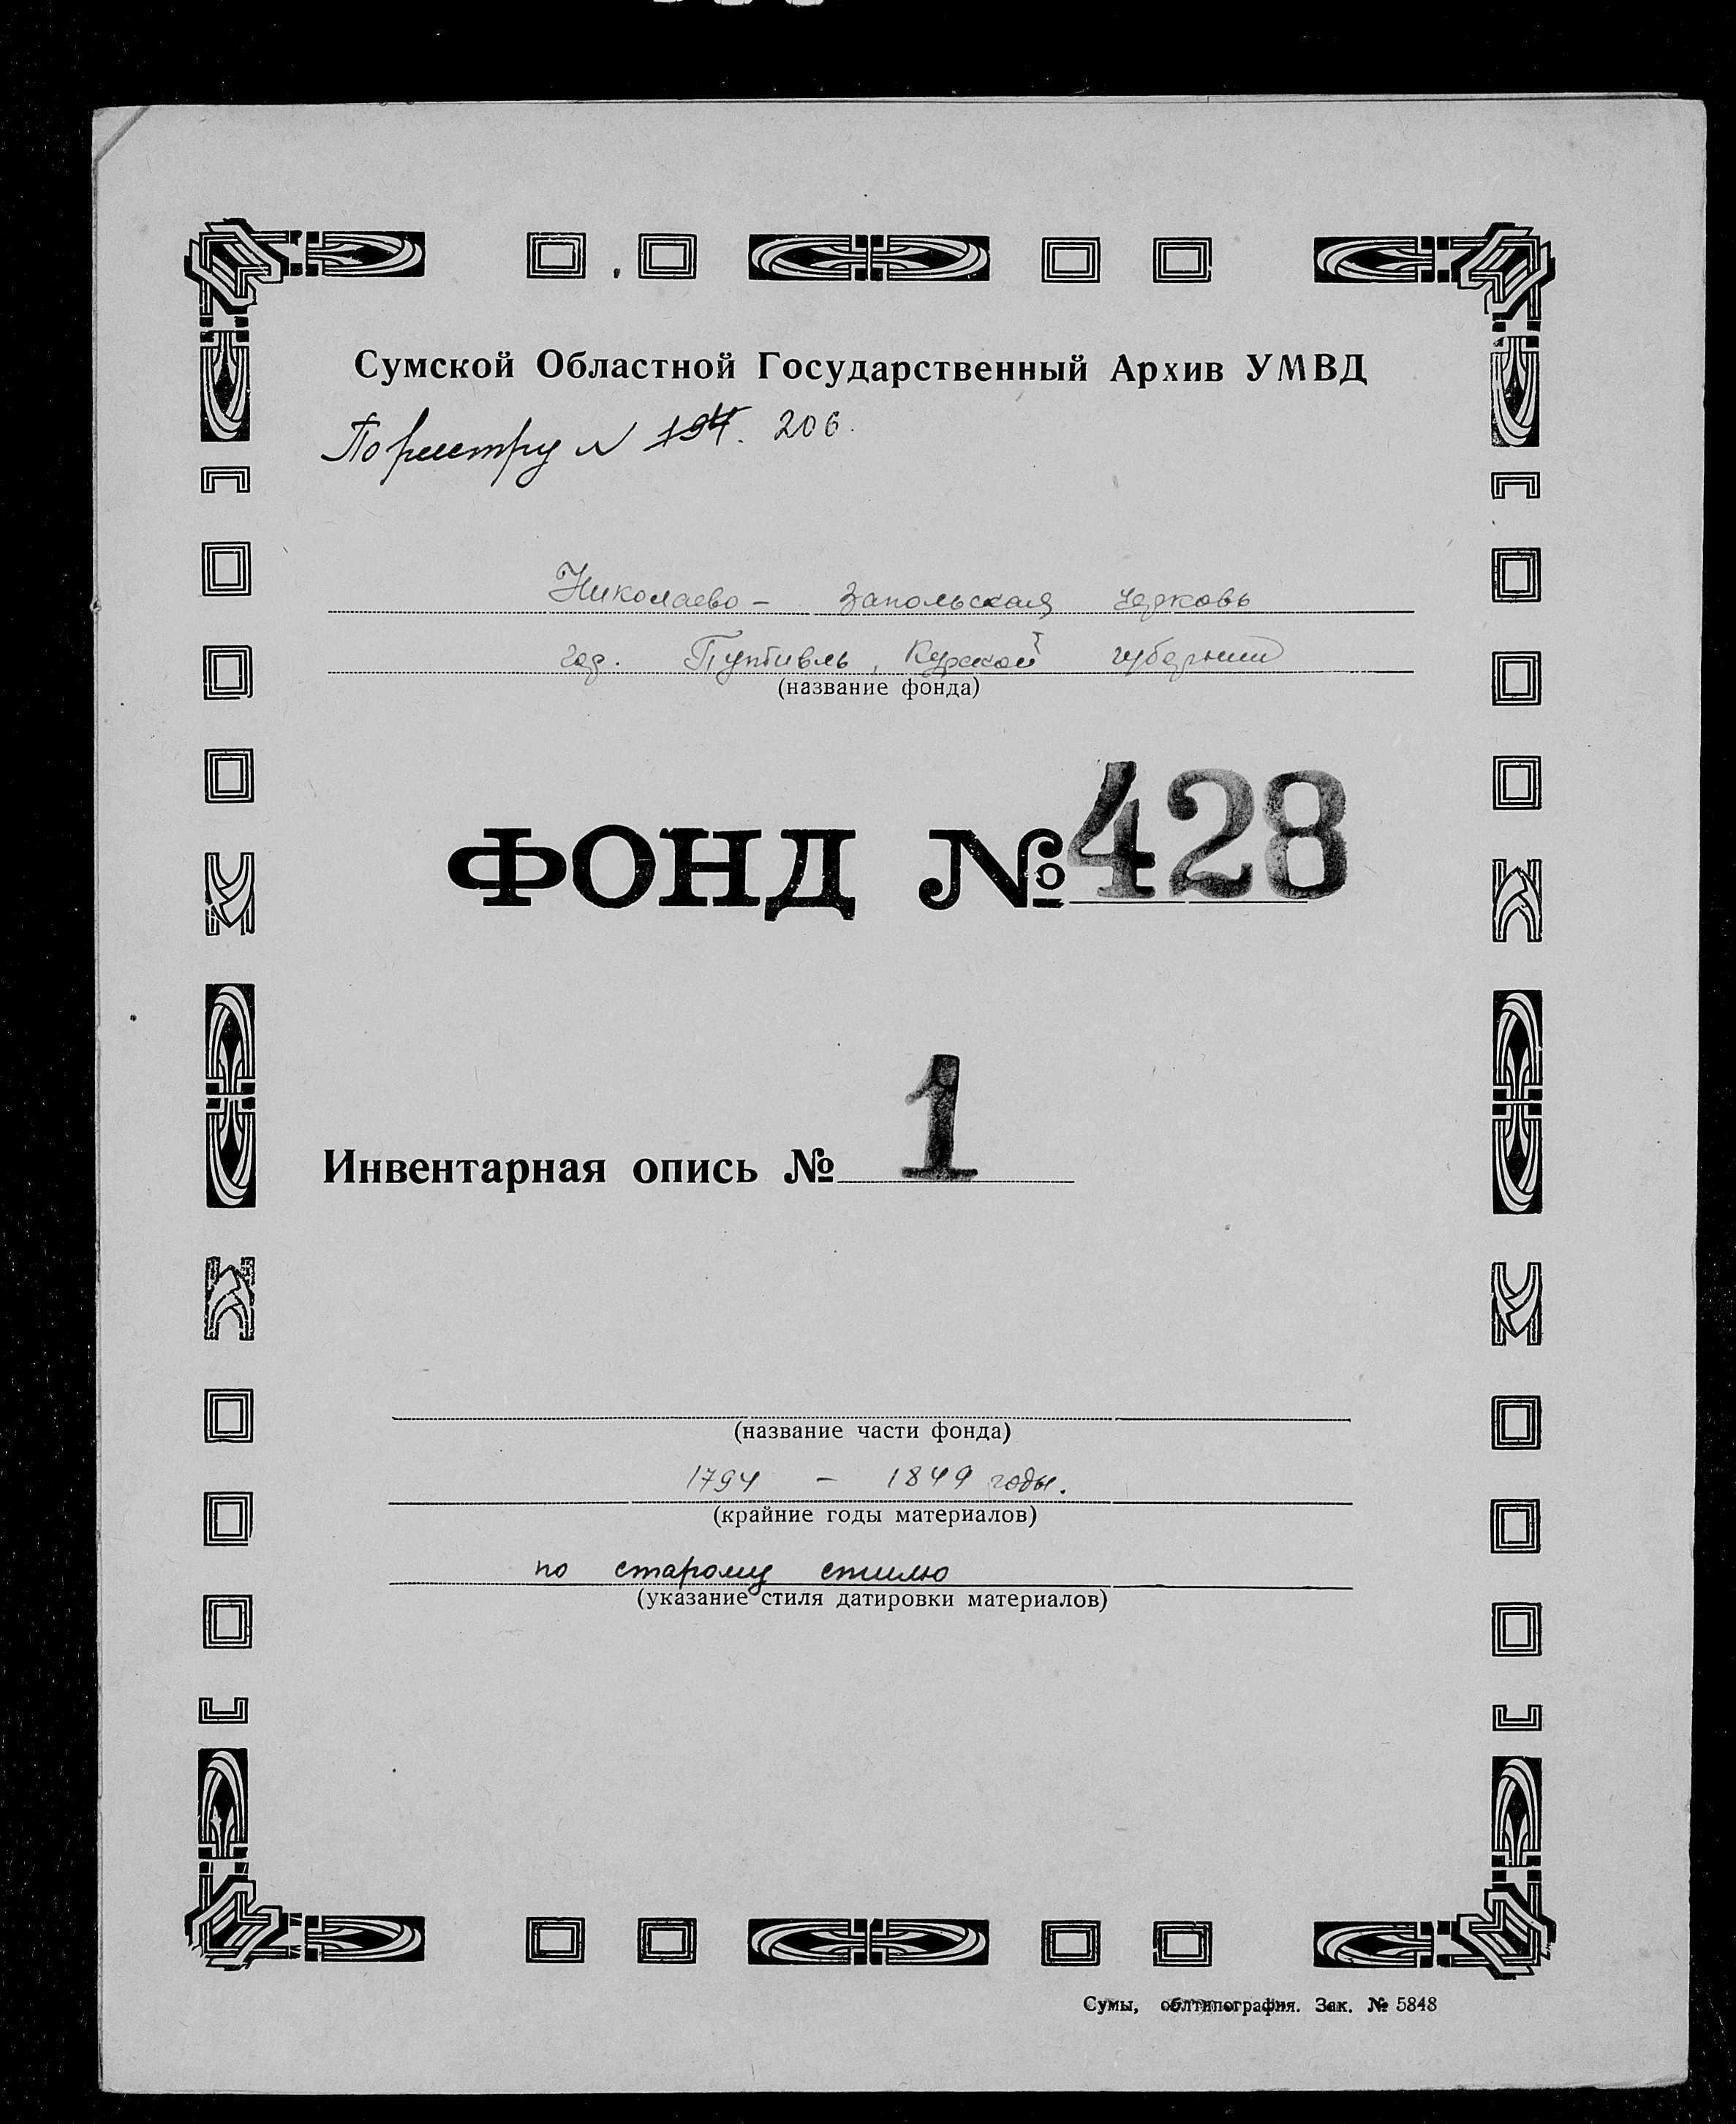 Сумской Областной Государственный Архив УМВД
По реестру N 194. 206.
Николаево - Запольская церковь
гор. Путивль, Курской губернии
(название фонда)
ФОНД № 428
Инвентарная опись № 1
(название части фонда)
1794 - 1849 годы.
(крайние годы материалов)
по старому стилю
(указание стиля датировки материалов)
Сумы, облтипография. Зак. № 5848